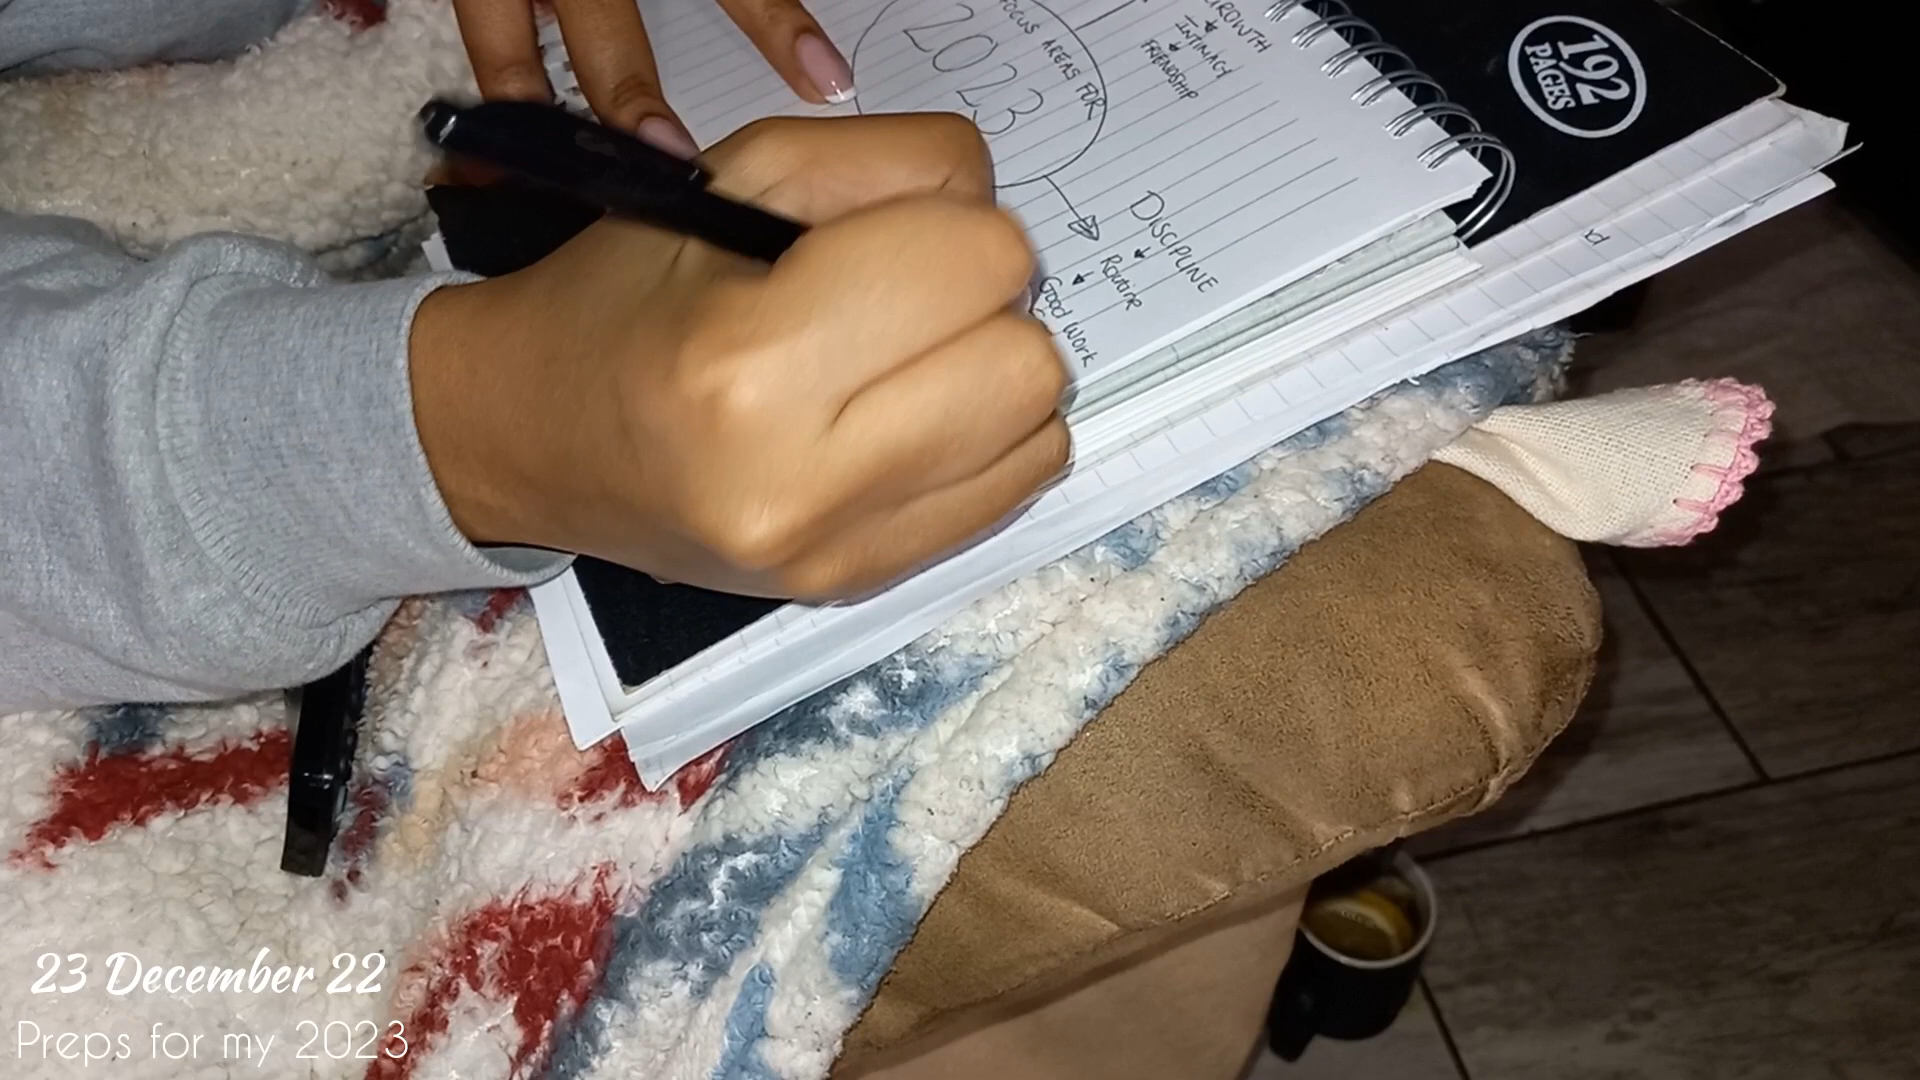 FOCUS AREAS FOR
2023
GROWTH
INTIMACY
FRIENDSHIP
DISCIPLINE
Routine
Good Work
192
PAGES
23 December 22
Preps for my 2023